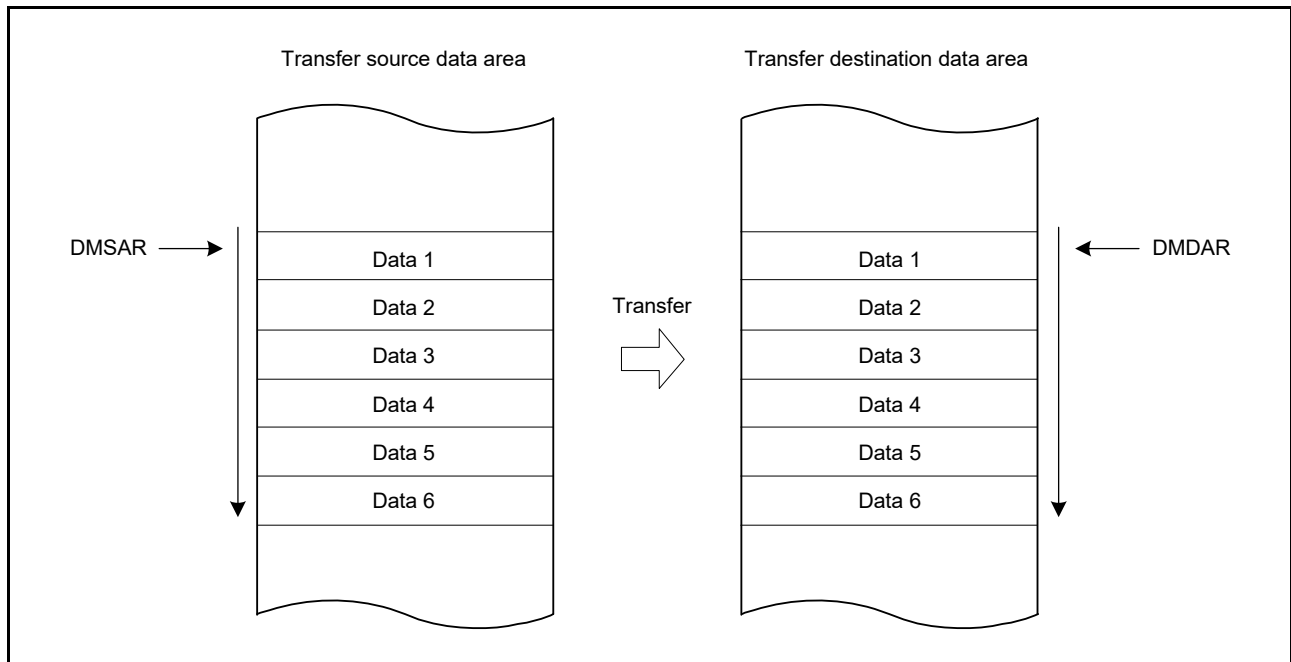 Transfer source data area
Transfer destination data area
DMSAR
Data 1
Data 2
Data 3
Data 4
Data 5
Data 6
Transfer
Data 1
Data 2
Data 3
Data 4
Data 5
Data 6
DMDAR